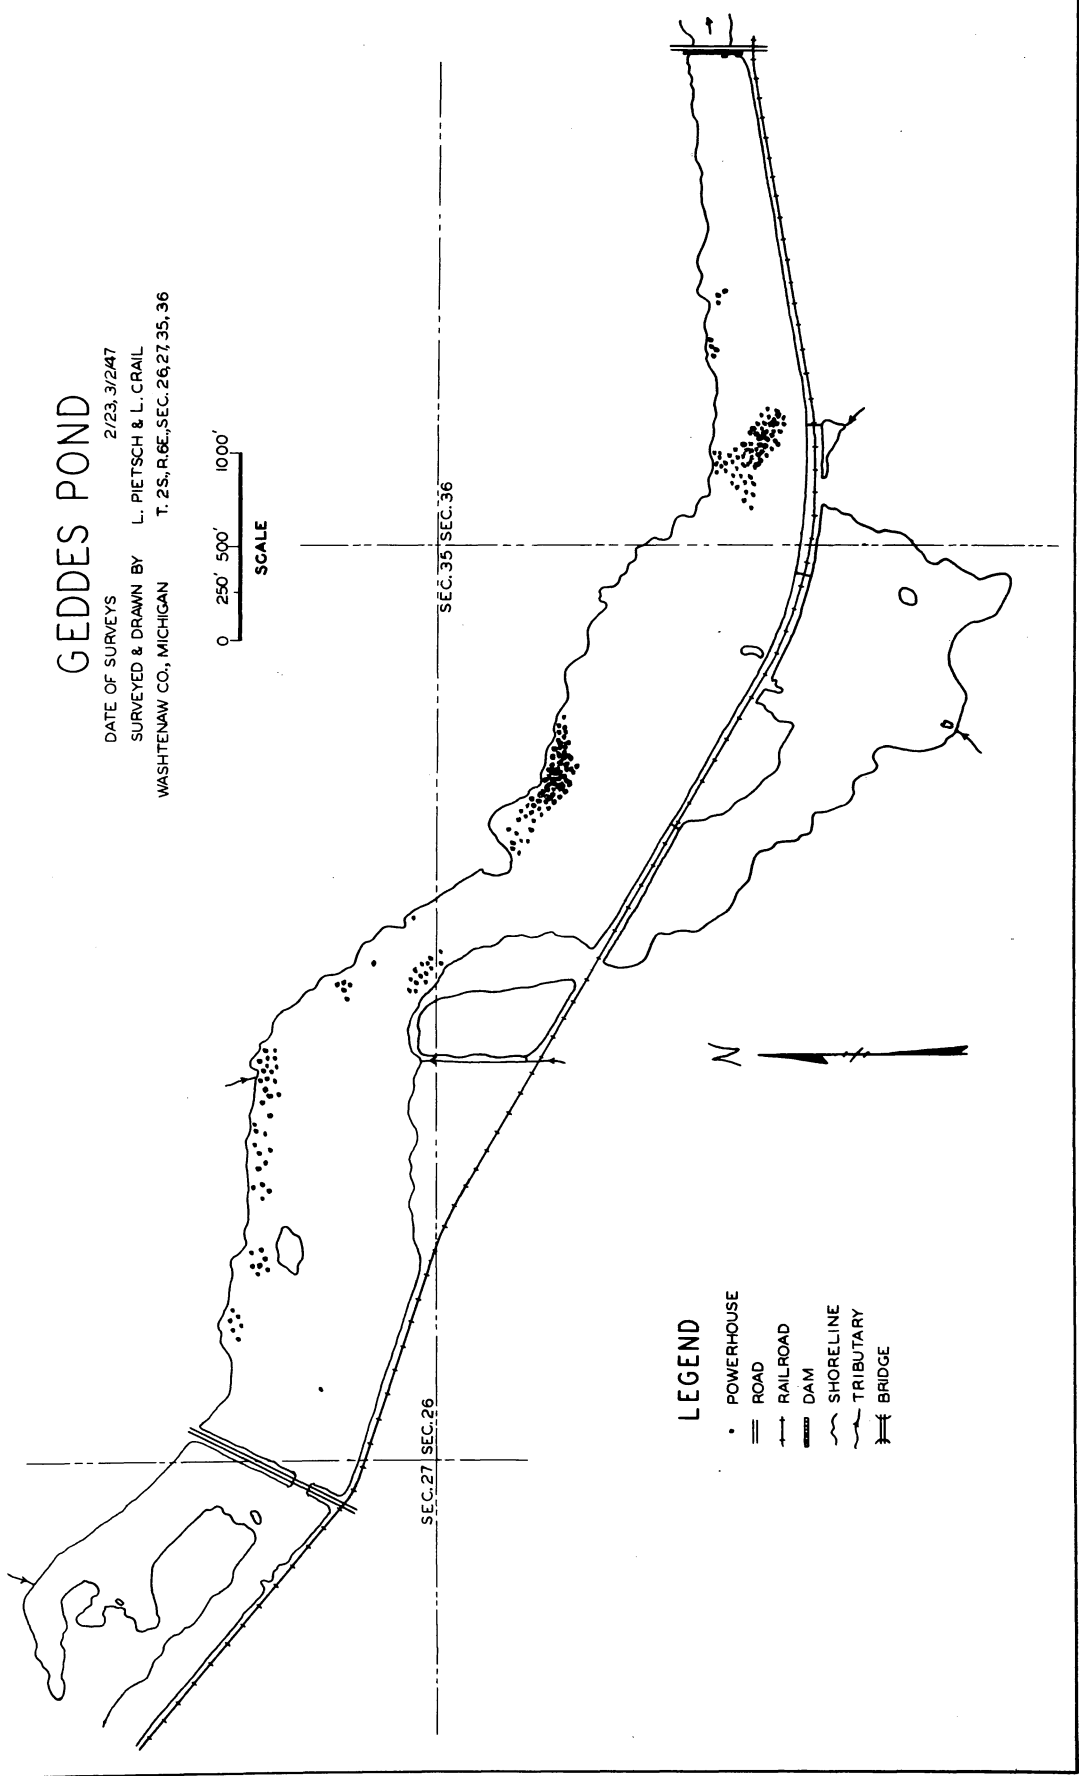 GEDDES POND
DATE OF SURVEYS 2/23, 3/2/47
SURVEYED & DRAWN BY L. PIETSCH & L. CRAIL
WASHTENAW CO., MICHIGAN T. 2S, R.6E., SEC. 26, 27, 35, 36
0 250' 500' 1000'
SCALE
SEC. 35 SEC. 36
SEC. 27 SEC. 26
N
LEGEND
POWERHOUSE
ROAD
RAILROAD
DAM
SHORELINE
TRIBUTARY
BRIDGE